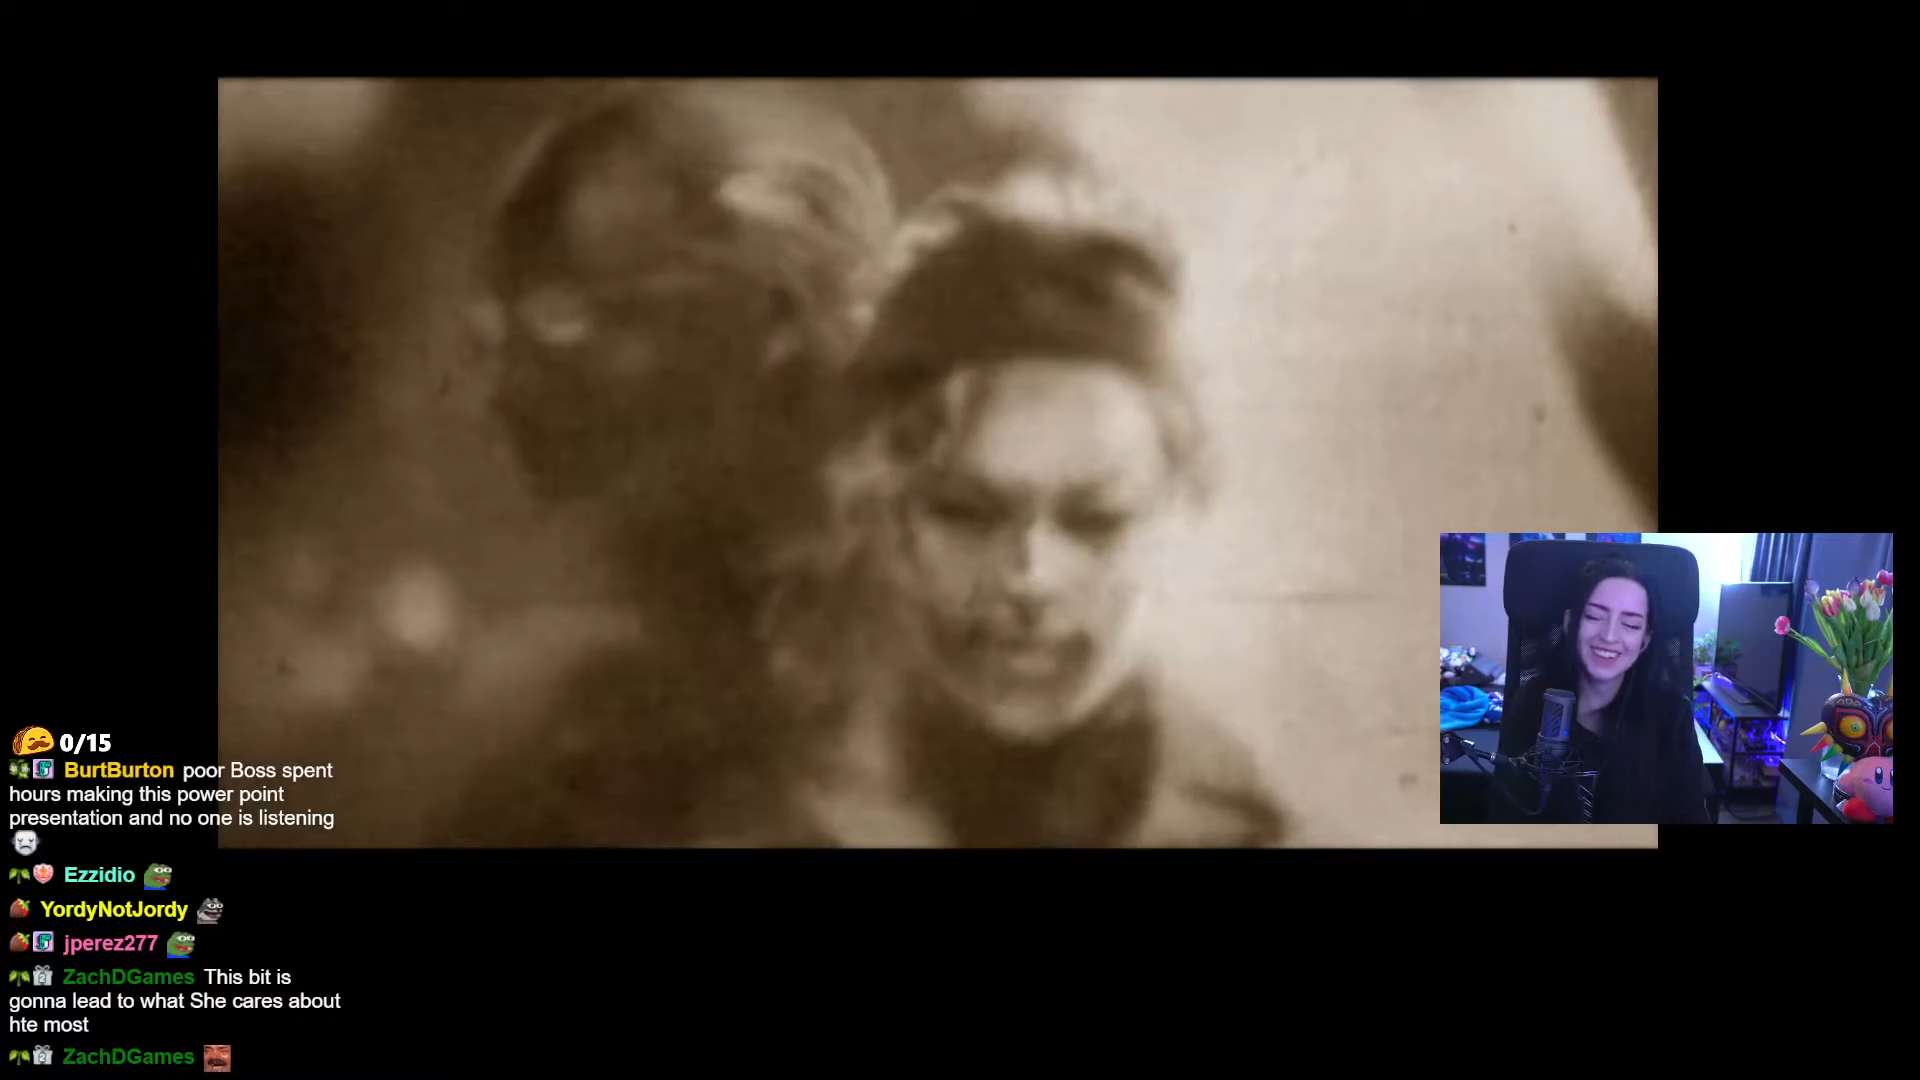 0/15
BurtBurton poor Boss spent
hours making this power point
presentation and no one is listening
Ezzidio
YordyNotJordy
jperez277
ZachDGames This bit is
gonna lead to what She cares about
hte most
ZachDGames